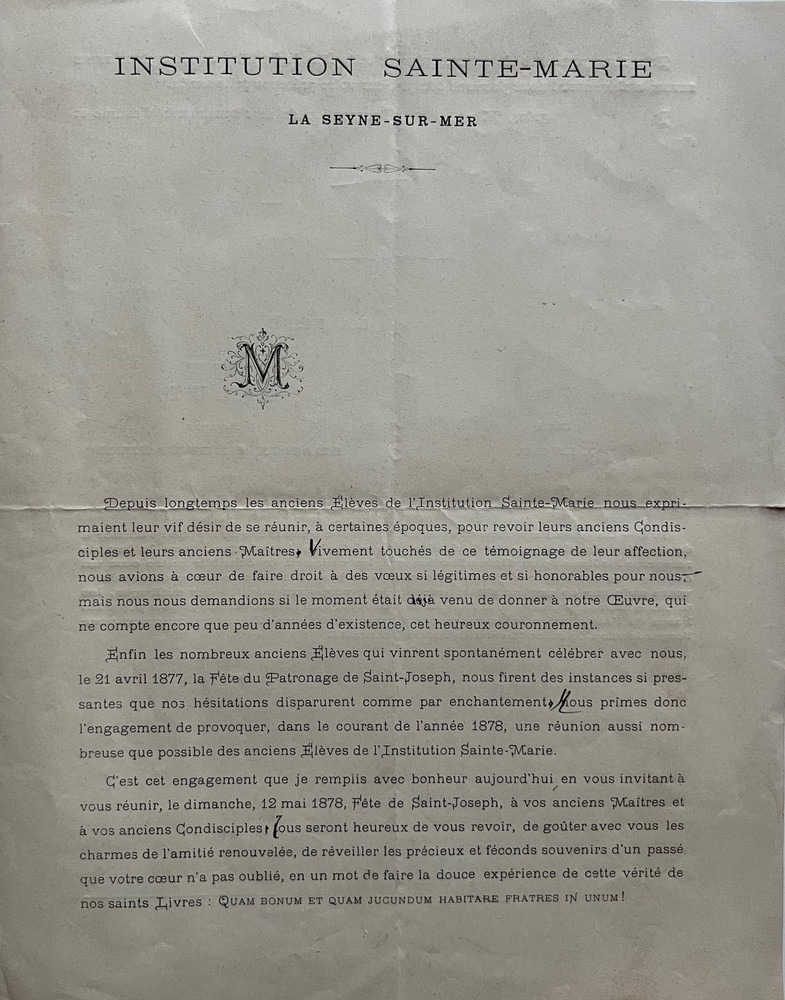 INSTITUTION SAINTE-MARIE
LA SEYNE-SUR-MER
M
Depuis longtemps les anciens Élèves de l'Institution Sainte-Marie nous expri-
maient leur vif désir de se réunir, à certaines époques, pour revoir leurs anciens Condis-
ciples et leurs anciens Maîtres, Vivement touchés de ce témoignage de leur affection,
nous avions à cœur de faire droit à des vœux si légitimes et si honorables pour nous;
mais nous nous demandions si le moment était déjà venu de donner à notre Œuvre, qui
ne compte encore que peu d'années d'existence, cet heureux couronnement.
Enfin les nombreux anciens Élèves qui vinrent spontanément célébrer avec nous,
le 21 avril 1877, la Fête du Patronage de Saint-Joseph, nous firent des instances si pres-
santes que nos hésitations disparurent comme par enchantement, Nous prîmes donc
l'engagement de provoquer, dans le courant de l'année 1878, une réunion aussi nom-
breuse que possible des anciens Élèves de l'Institution Sainte-Marie.
C'est cet engagement que je remplis avec bonheur aujourd'hui, en vous invitant à
vous réunir, le dimanche, 12 mai 1878, Fête de Saint-Joseph, à vos anciens Maîtres et
à vos anciens Condisciples, Tous seront heureux de vous revoir, de goûter avec vous les
charmes de l'amitié renouvelée, de réveiller les précieux et féconds souvenirs d'un passé
que votre cœur n'a pas oublié, en un mot de faire la douce expérience de cette vérité de
nos saints Livres : QUAM BONUM ET QUAM JUCUNDUM HABITARE FRATRES IN UNUM !